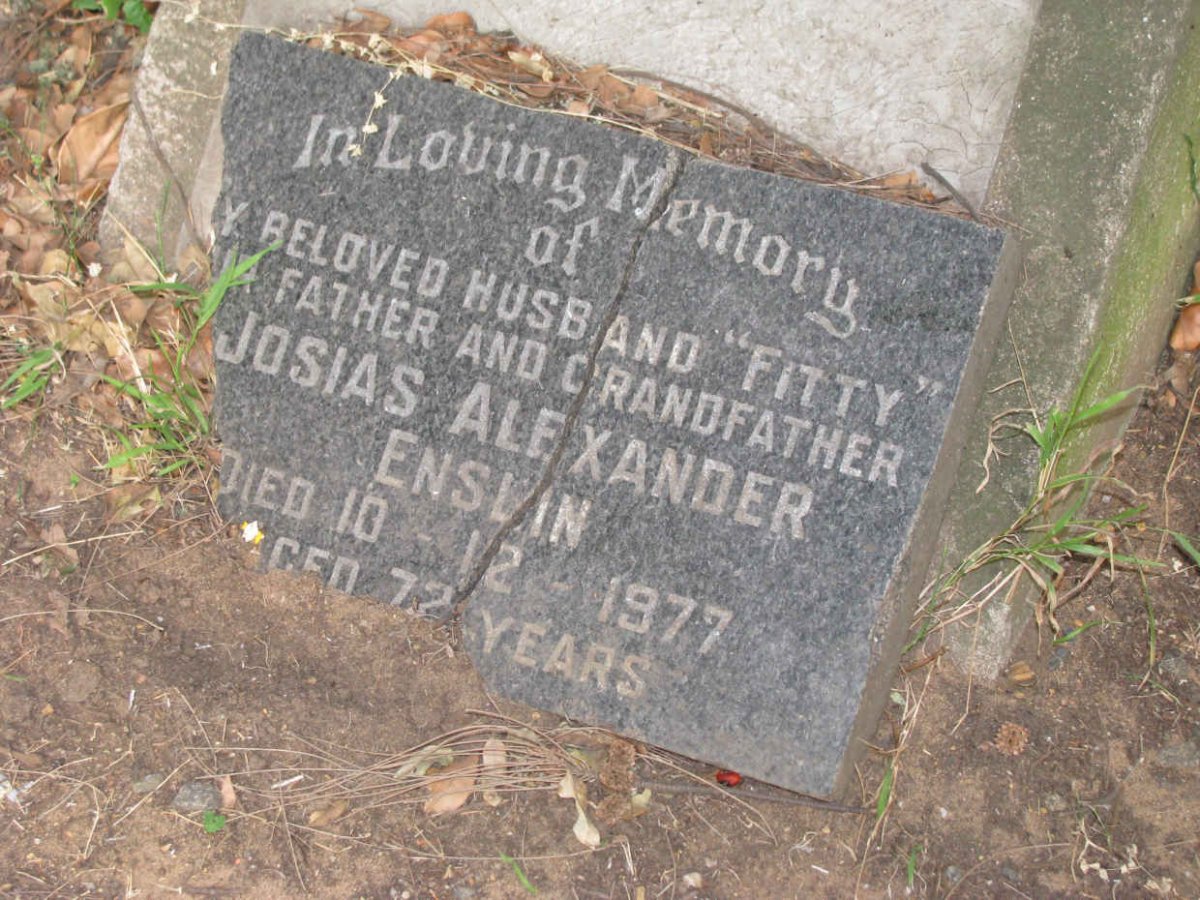 In Loving Memory
of
Y BELOVED HUSBAND "FITTY"
FATHER AND GRANDFATHER
JOSIAS ALEXANDER
ENSLIN
DIED 10 - 12 - 1977
AGED 72 YEARS